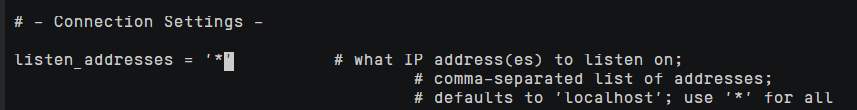 # - Connection Settings -
listen_addresses = '*' # what IP address(es) to listen on;
# comma-separated list of addresses;
# defaults to 'localhost'; use '*' for all